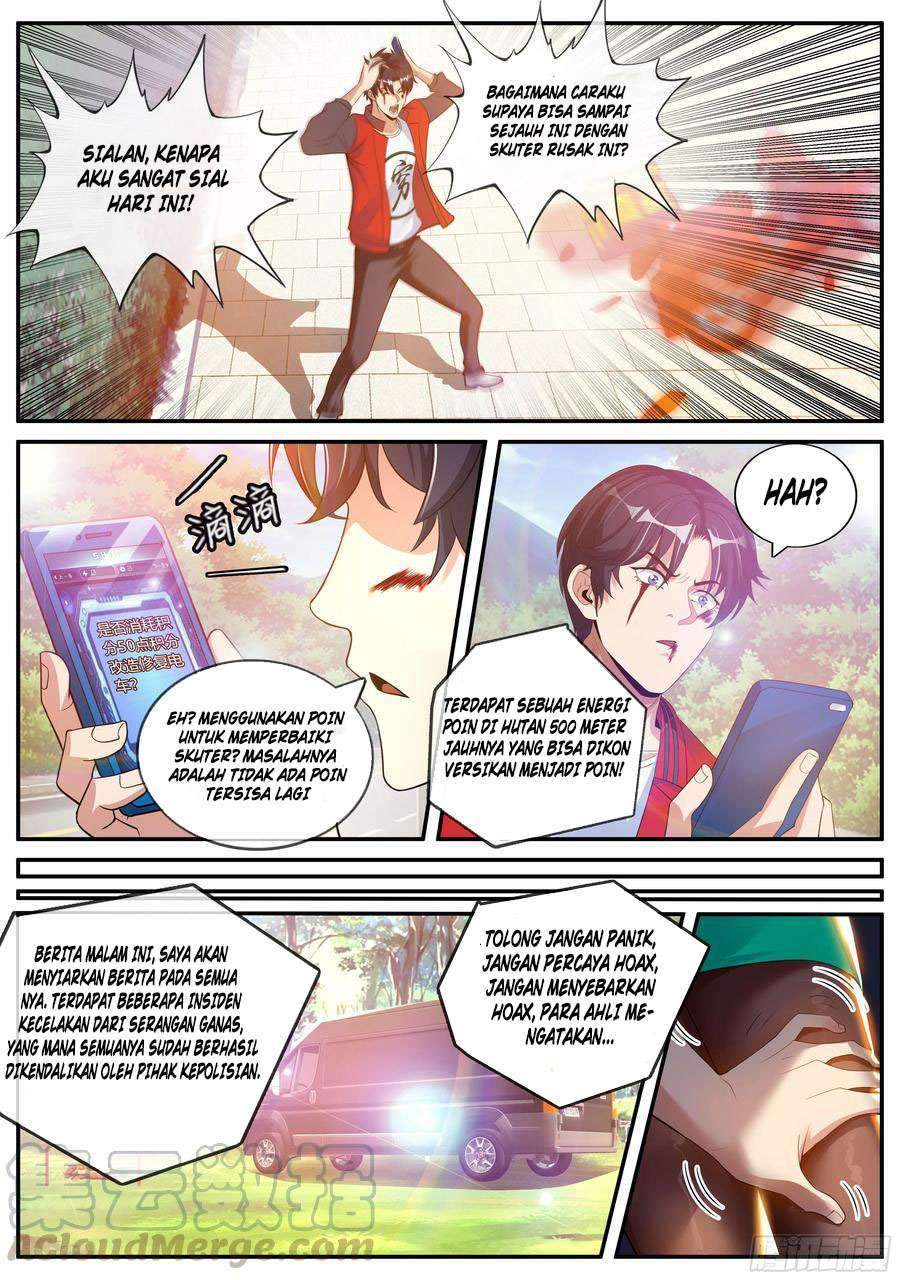 SIALAN, KENAPA
AKU SANGAT SIAL
HARI INI!
BAGAIMANA CARAKU
SUPAYA BISA SAMPAI
SEJAUH INI DENGAN
SKUTER RUSAK INI?
穷
滴滴
是否消耗积
分50点积分
改造修复电
车?
EH? MENGGUNAKAN POIN
UNTUK MEMPERBAIKI
SKUTER? MASALAHNYA
ADALAH TIDAK ADA POIN
TERSISA LAGI
HAH?
TERDAPAT SEBUAH ENERGI
POIN DI HUTAN 500 METER
JAUHNYA YANG BISA DIKON
VERSIKAN MENJADI POIN!
BERITA MALAM INI, SAYA AKAN
MENYIARKAN BERITA PADA SEMUA
NYA. TERDAPAT BEBERAPA INSIDEN
KECELAKAN DARI SERANGAN GANAS,
YANG MANA SEMUANYA SUDAH BERHASIL
DIKENDALIKAN OLEH PIHAK KEPOLISIAN.
TOLONG JANGAN PANIK,
JANGAN PERCAYA HOAX,
JANGAN MENYEBARKAN
HOAX, PARA AHLI ME-
NGATAKAN...
集云数据
ACloudMerge.com
腾讯动漫